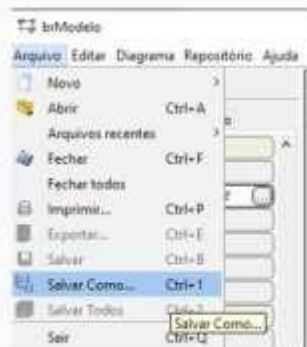 brModelo
Arquivo Editar Diagrama Repositório Ajuda
Novo
Abrir Ctrl+A
Arquivos recentes
Fechar Ctrl+F
Fechar todos
Imprimir... Ctrl+P
Exportar... Ctrl+E
Salvar Ctrl+B
Salvar Como... Ctrl+1
Salvar Todos
Salvar Como...
Sair Ctrl+Q